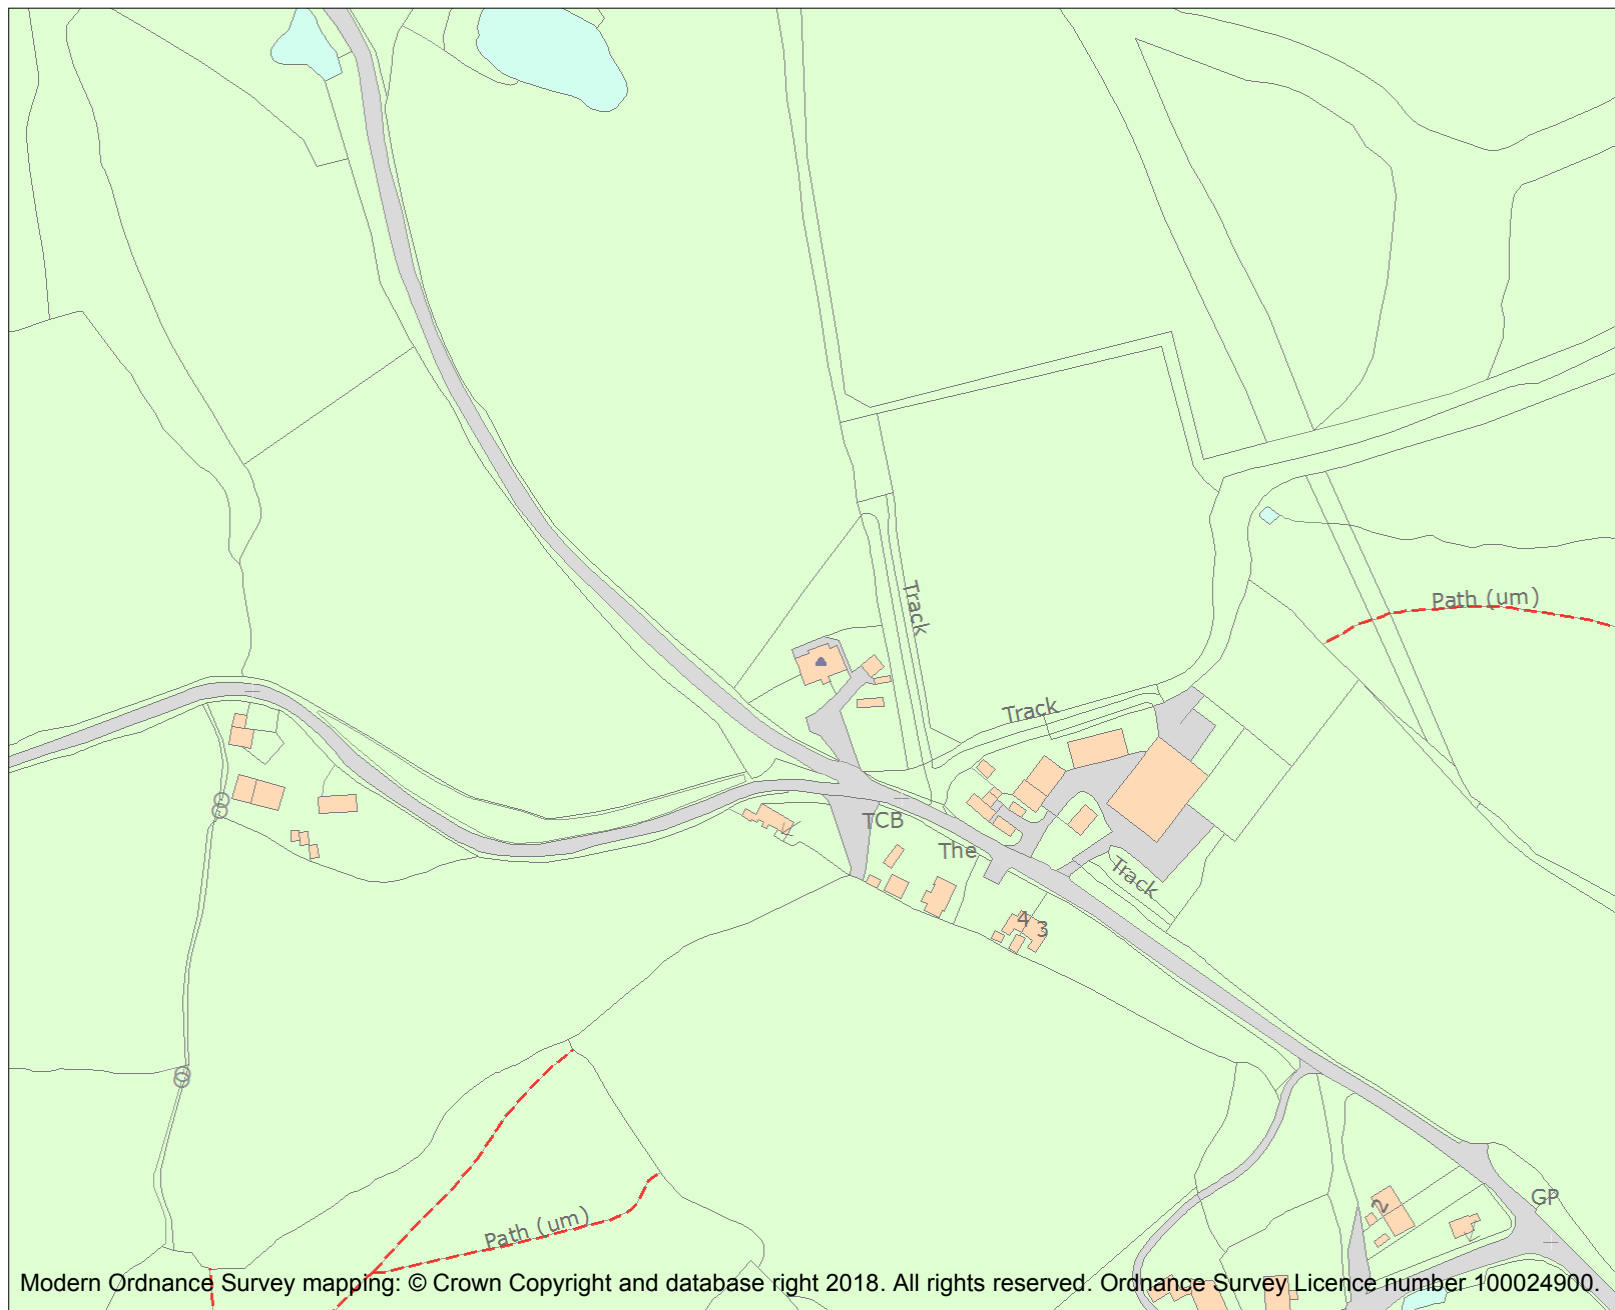 Track
Path (um)
Track
TCB
The
Track
4
3
GP
2
Path (um)
Modern Ordnance Survey mapping: © Crown Copyright and database right 2018. All rights reserved. Ordnance Survey Licence number 100024900.